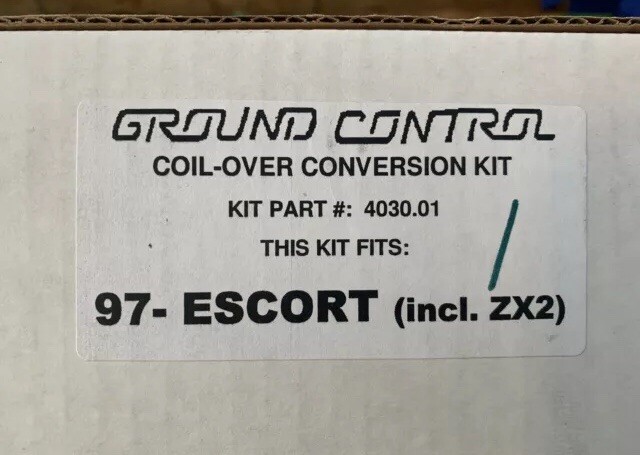 GROUND CONTROL
COIL-OVER CONVERSION KIT
KIT PART #: 4030.01
THIS KIT FITS:
97- ESCORT (incl. ZX2)